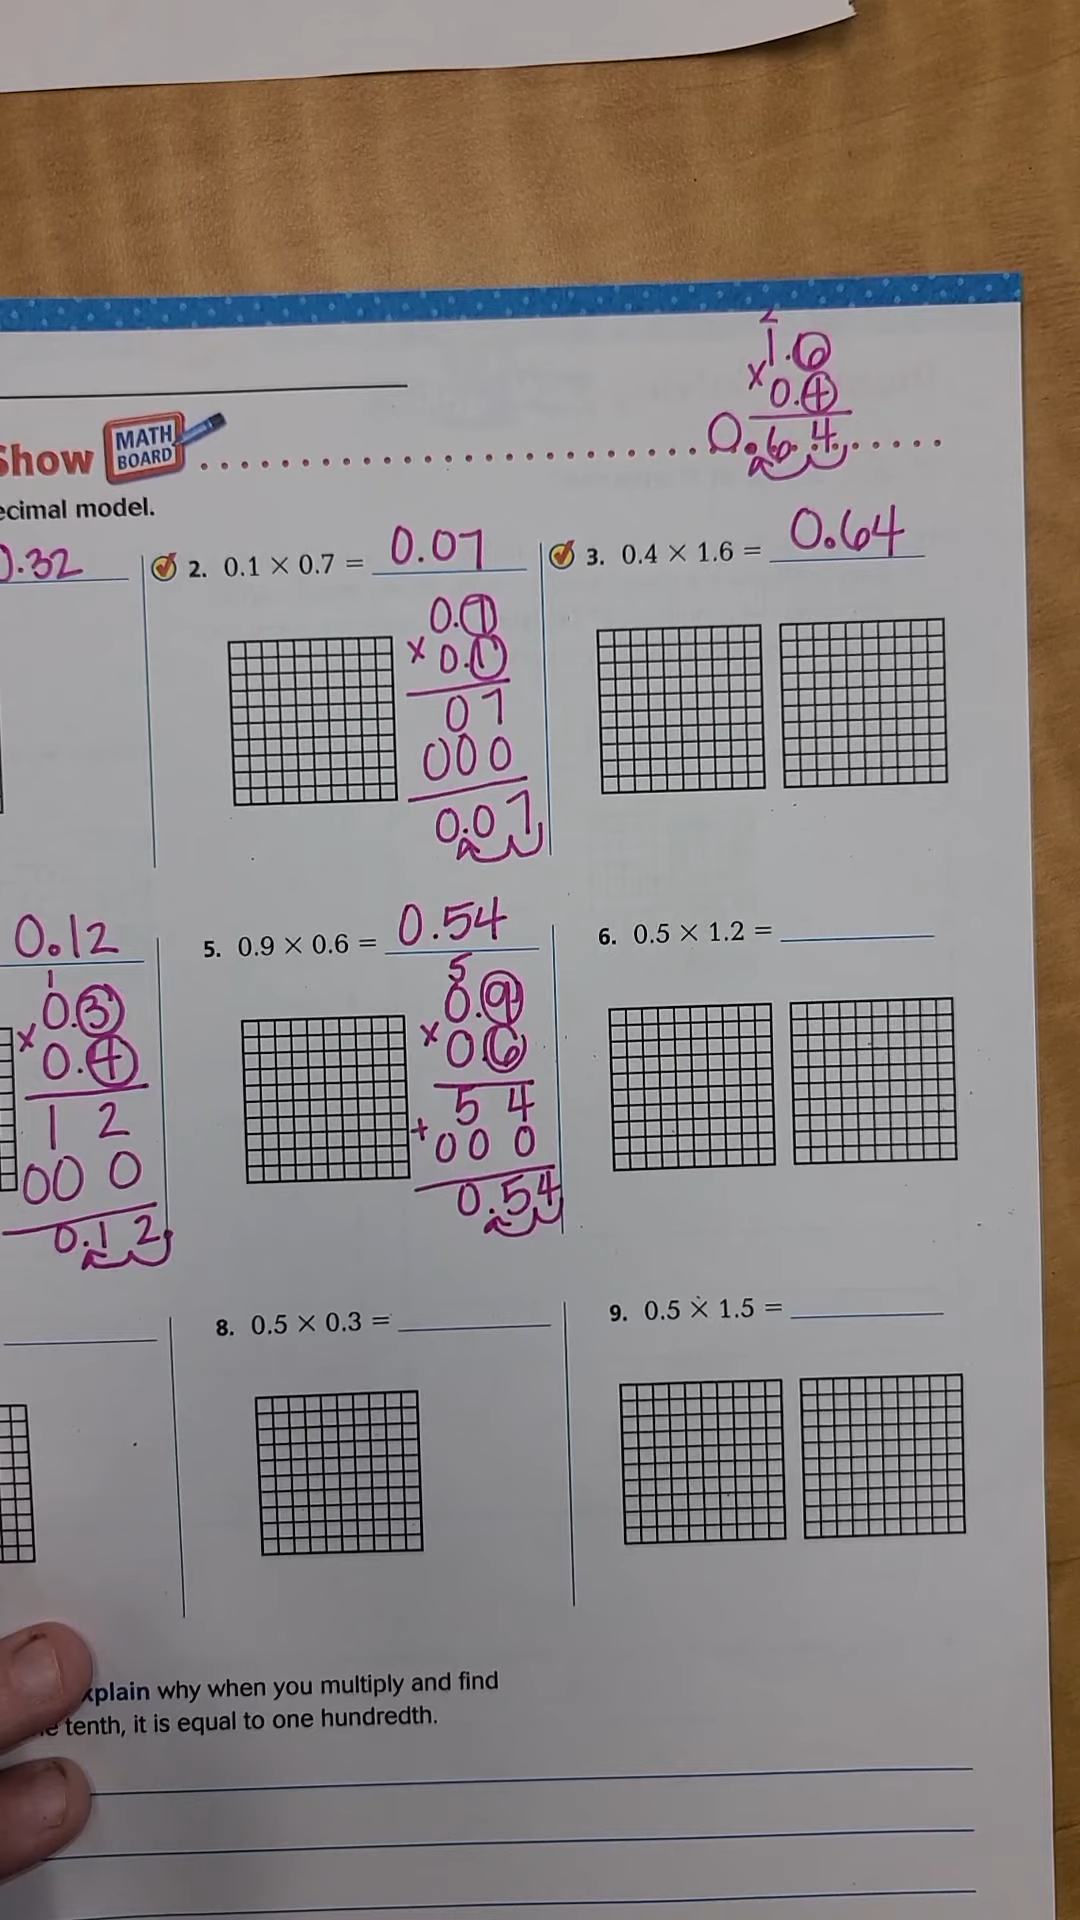 2
1.6
× 0.4
Show MATH BOARD
0.64
ecimal model.
0.32
2. 0.1 × 0.7 = 0.07
3. 0.4 × 1.6 = 0.64
0.7
× 0.1
07
000
0.07
0.12
5. 0.9 × 0.6 = 0.54
6. 0.5 × 1.2 =
1
0.3
× 0.4
12
000
0.12
5
0.9
× 0 6
54
+ 000
0.54
8. 0.5 × 0.3 =
9. 0.5 × 1.5 =
xplain why when you multiply and find
tenth, it is equal to one hundredth.